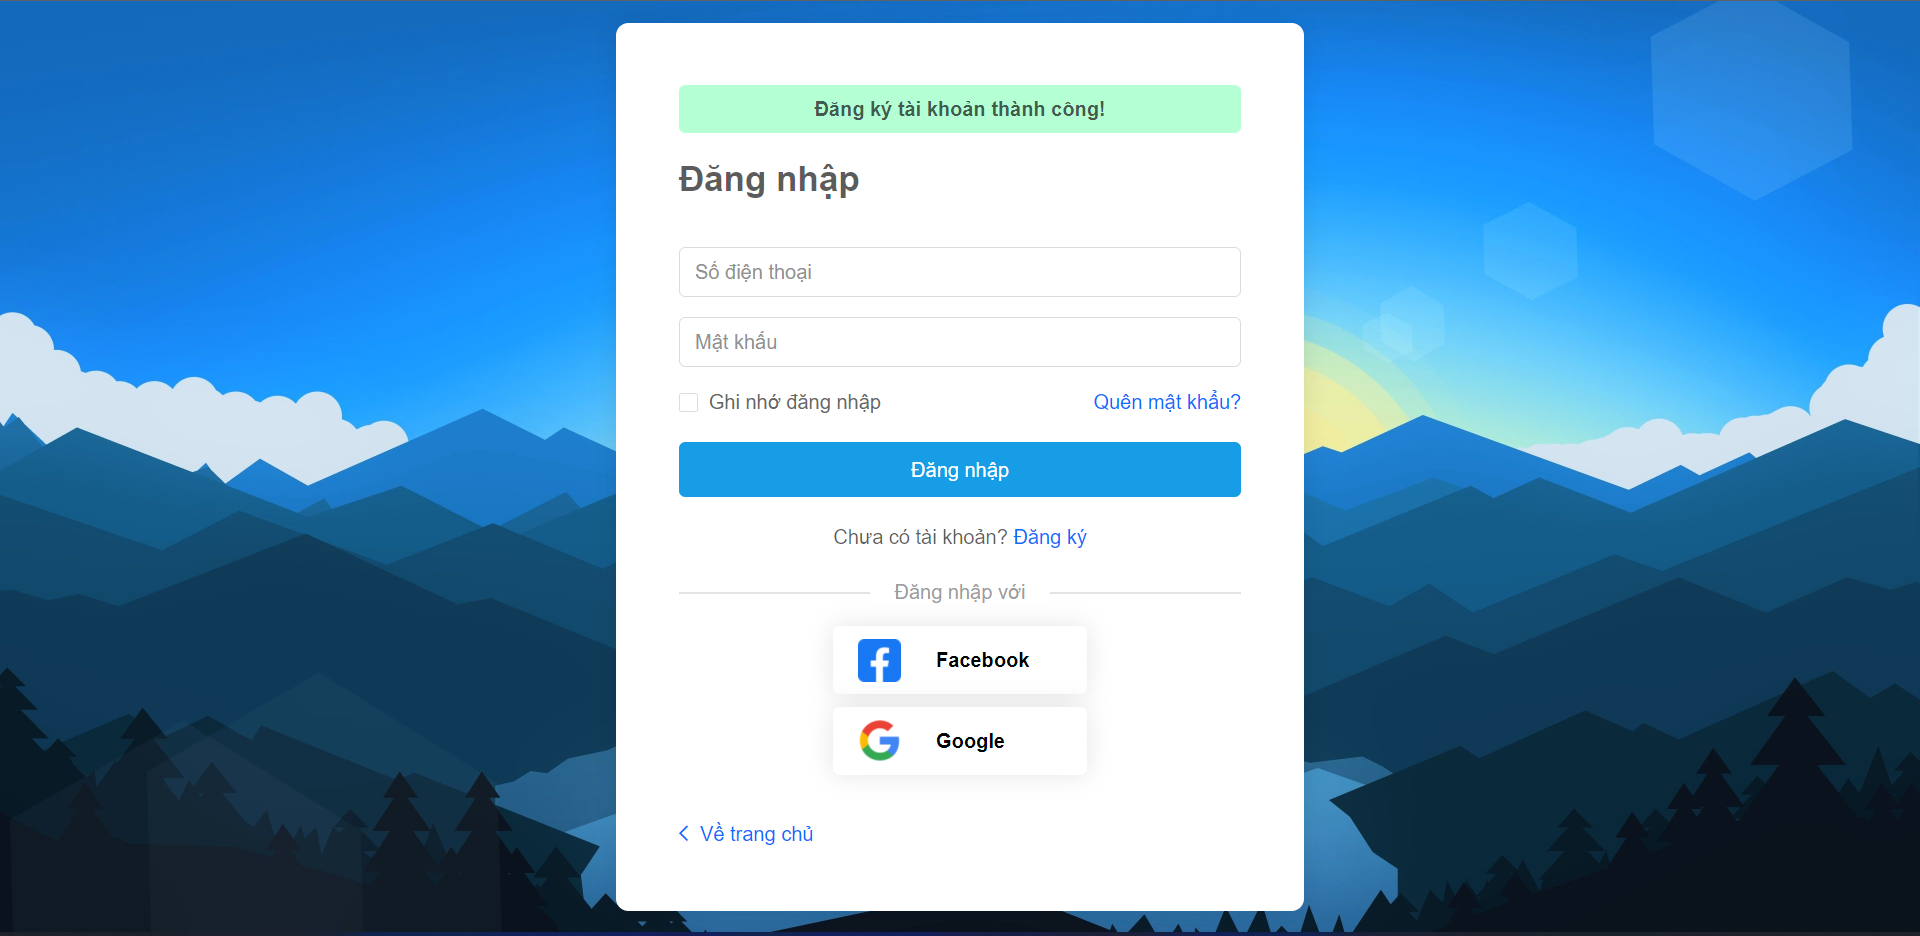 Đăng ký tài khoản thành công!
Đăng nhập
Số điện thoại
Mật khẩu
Ghi nhớ đăng nhập
Quên mật khẩu?
Đăng nhập
Chưa có tài khoản? Đăng ký
Đăng nhập với
Facebook
Google
Về trang chủ